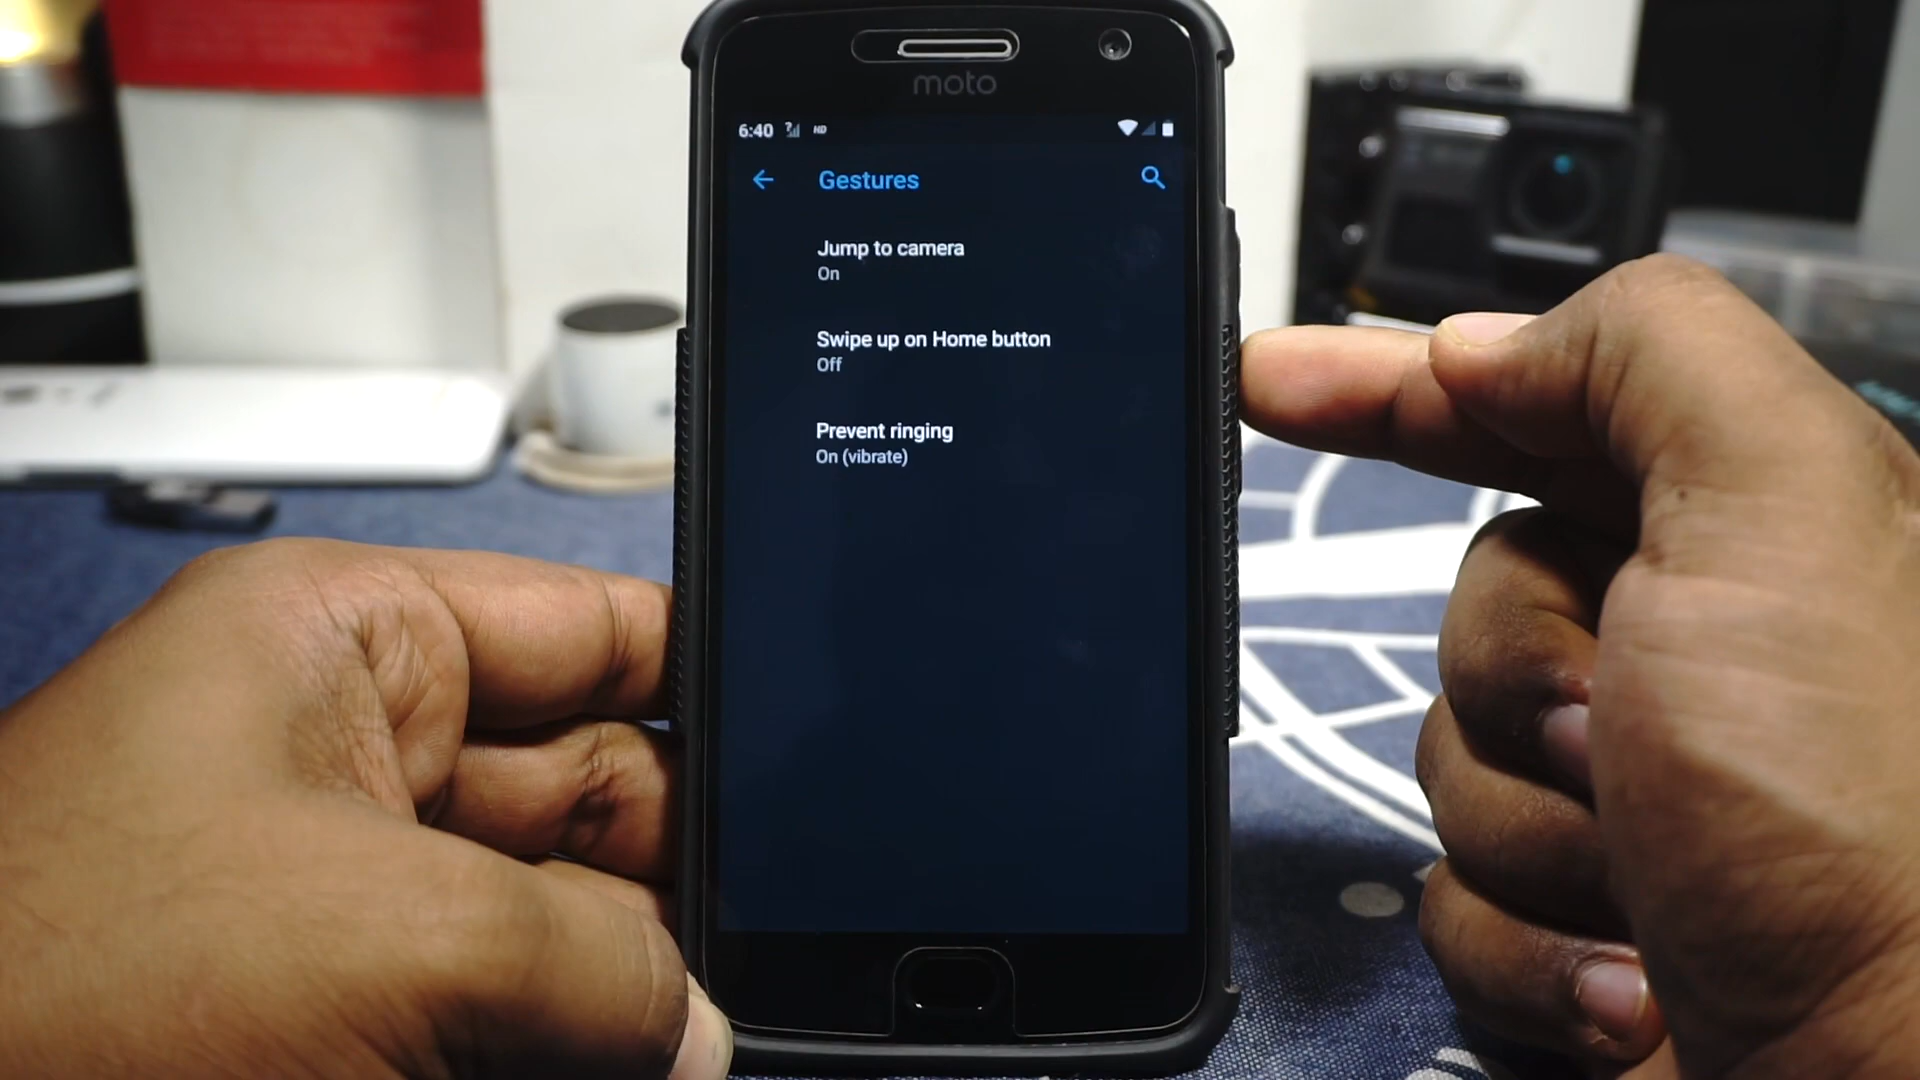 moto
6:40 HD
Gestures
Jump to camera
On
Swipe up on Home button
Off
Prevent ringing
On (vibrate)